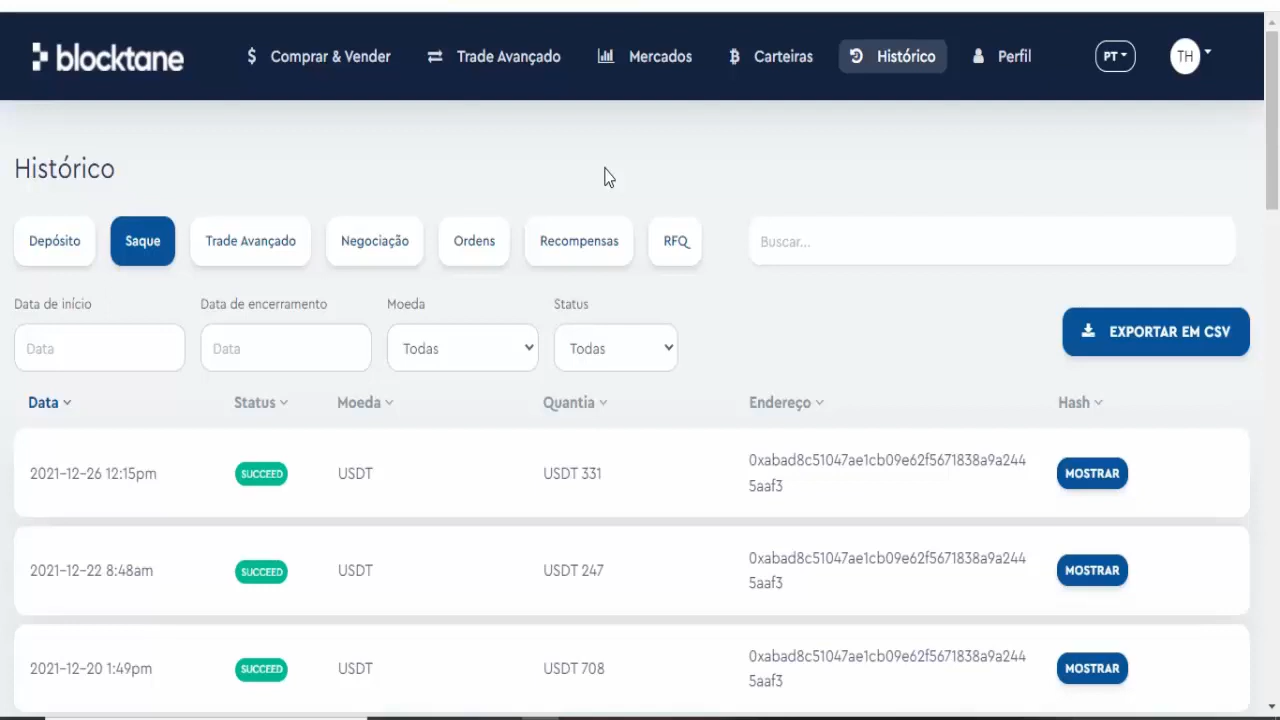 blocktane
$ Comprar & Vender
Trade Avançado
Mercados
Carteiras
Histórico
Perfil
PT
TH
Histórico
Depósito
Saque
Trade Avançado
Negociação
Ordens
Recompensas
RFQ
Buscar...
Data de início
Data de encerramento
Moeda
Status
Data
Data
Todas
Todas
EXPORTAR EM CSV
Data
Status
Moeda
Quantia
Endereço
Hash
2021-12-26 12:15pm
SUCCEED
USDT
USDT 331
0xabad8c51047ae1cb09e62f5671838a9a244
5aaf3
MOSTRAR
2021-12-22 8:48am
SUCCEED
USDT
USDT 247
0xabad8c51047ae1cb09e62f5671838a9a244
5aaf3
MOSTRAR
2021-12-20 1:49pm
SUCCEED
USDT
USDT 708
0xabad8c51047ae1cb09e62f5671838a9a244
5aaf3
MOSTRAR